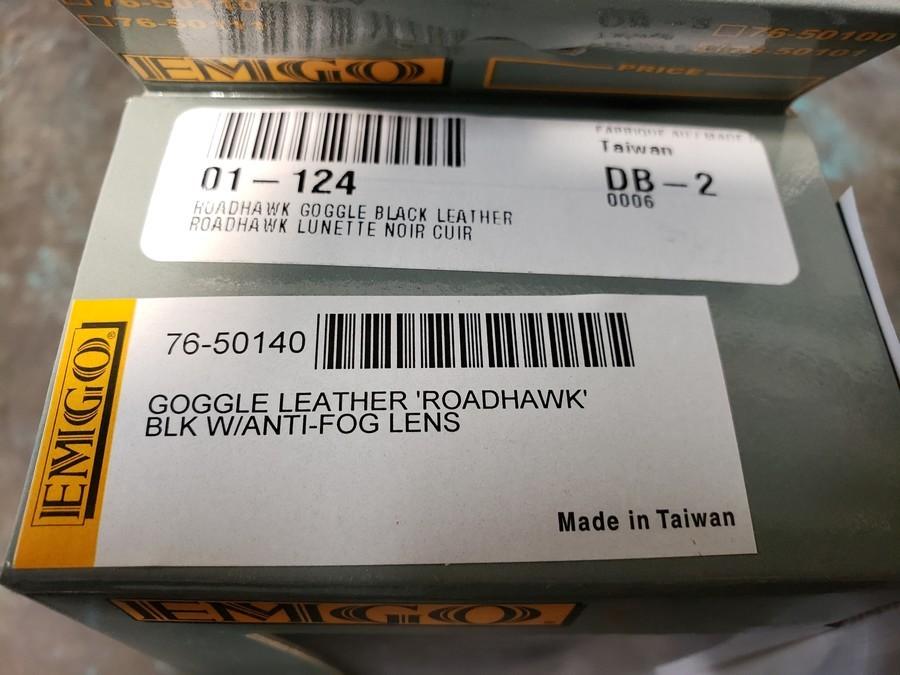 76-50100
76-50101
EMGO
PRICE
Taiwan
01-124
DB-2
0006
ROADHAWK GOGGLE BLACK LEATHER
ROADHAWK LUNETTE NOIR CUIR
EMGO®
76-50140
GOGGLE LEATHER 'ROADHAWK'
BLK W/ANTI-FOG LENS
Made in Taiwan
EMGO